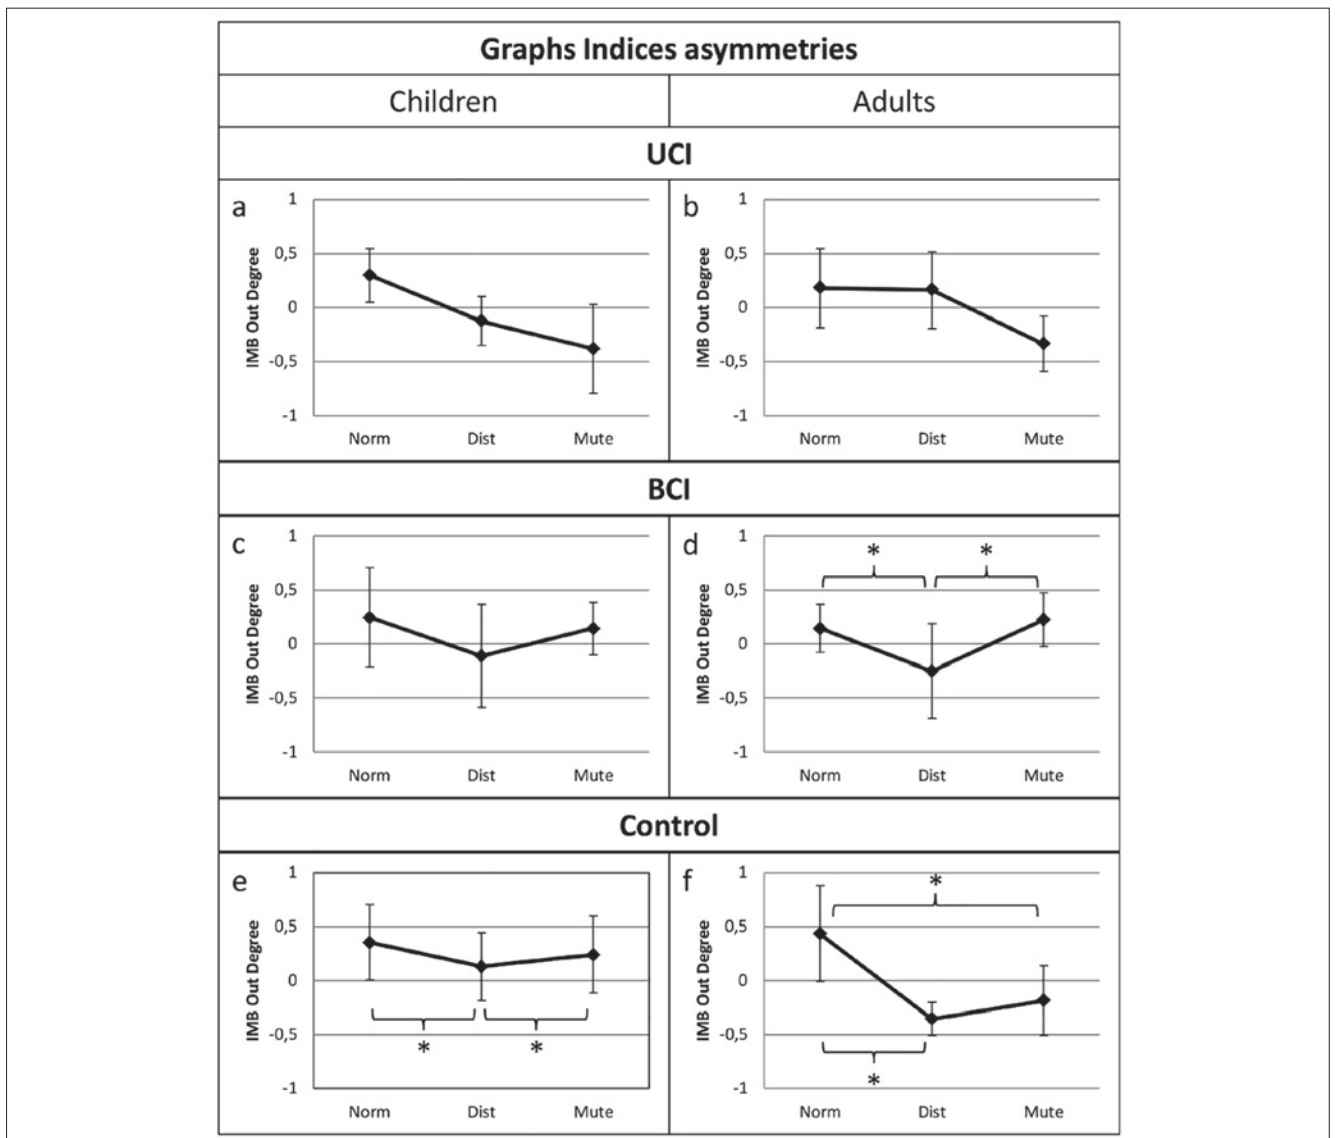 Graphs Indices asymmetries
Children Adults
UCI
a
IMB Out Degree
1
0,5
0
-0,5
-1
Norm Dist Mute
b
IMB Out Degree
1
0,5
0
-0,5
-1
Norm Dist Mute
BCI
c
IMB Out Degree
1
0,5
0
-0,5
-1
Norm Dist Mute
d
IMB Out Degree
1
0,5
0
-0,5
-1
* *
Norm Dist Mute
Control
e
IMB Out Degree
1
0,5
0
-0,5
-1
* *
Norm Dist Mute
f
IMB Out Degree
1
0,5
0
-0,5
-1
*
*
Norm Dist Mute